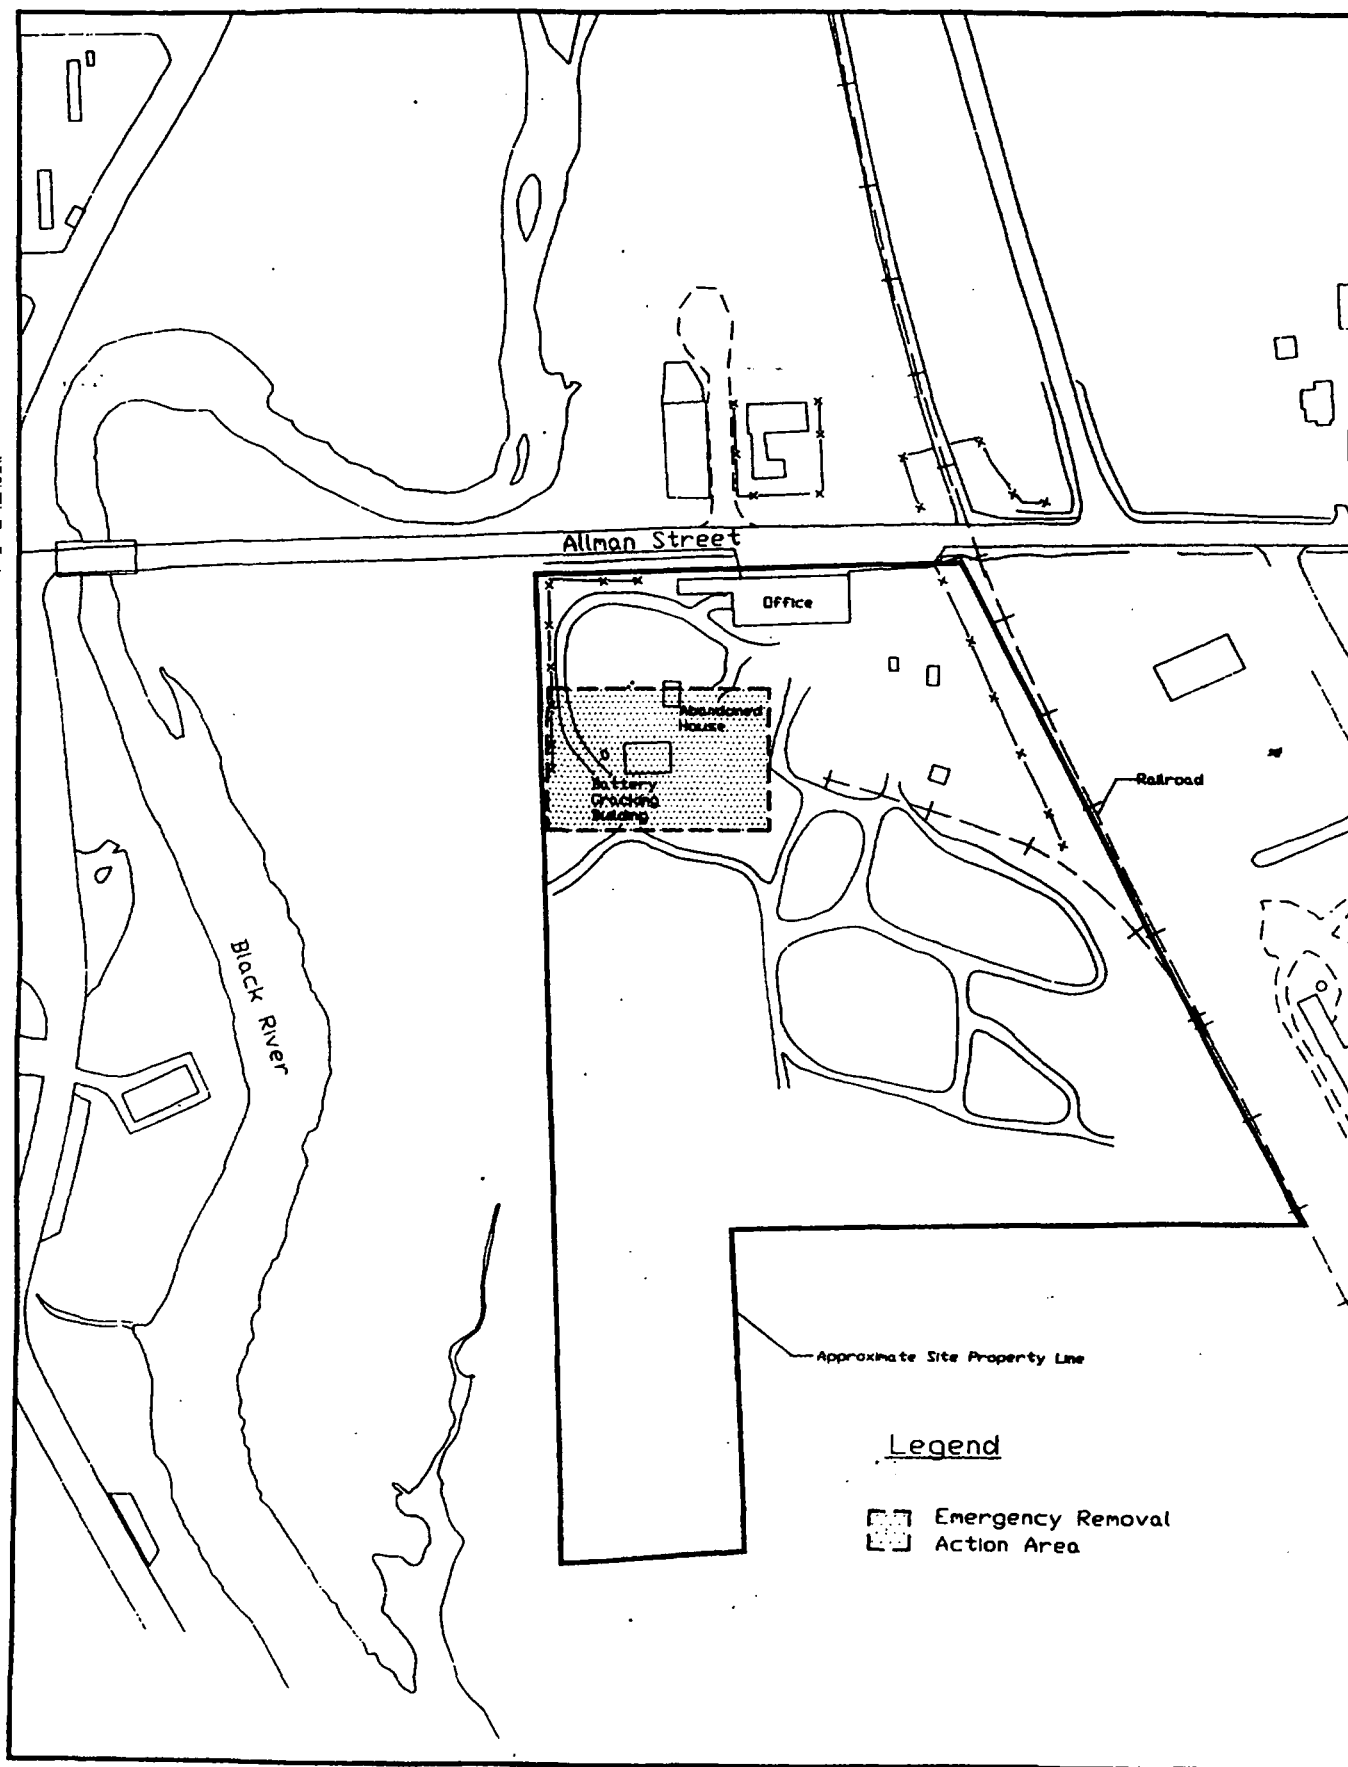 Allman Street
Office
Abandoned
House
Battery
Cracking
Building
Railroad
Black River
Approximate Site Property Line
Legend
Emergency Removal
Action Area